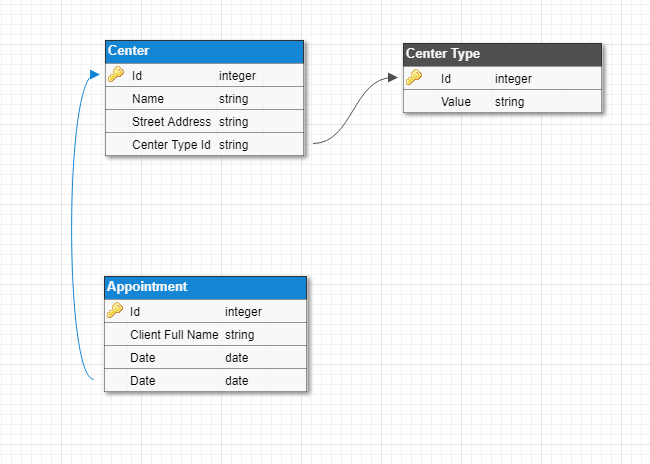 Center
Id integer
Name string
Street Address string
Center Type Id string
Center Type
Id integer
Value string
Appointment
Id integer
Client Full Name string
Date date
Date date